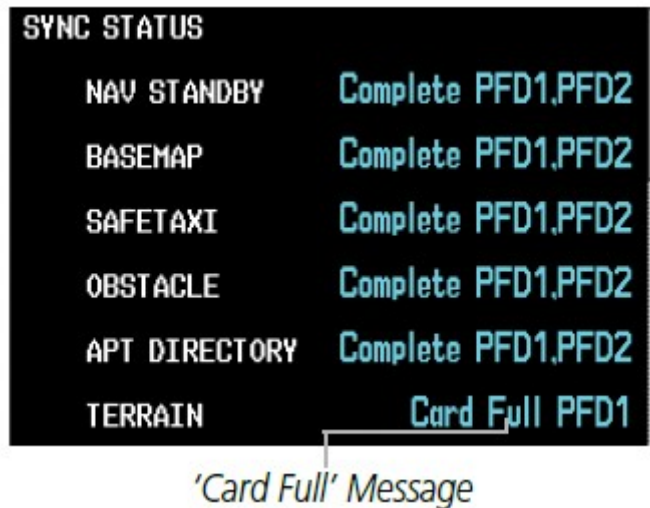 SYNC STATUS
NAV STANDBY Complete PFD1,PFD2
BASEMAP Complete PFD1,PFD2
SAFETAXI Complete PFD1,PFD2
OBSTACLE Complete PFD1,PFD2
APT DIRECTORY Complete PFD1,PFD2
TERRAIN Card Full PFD1
'Card Full' Message